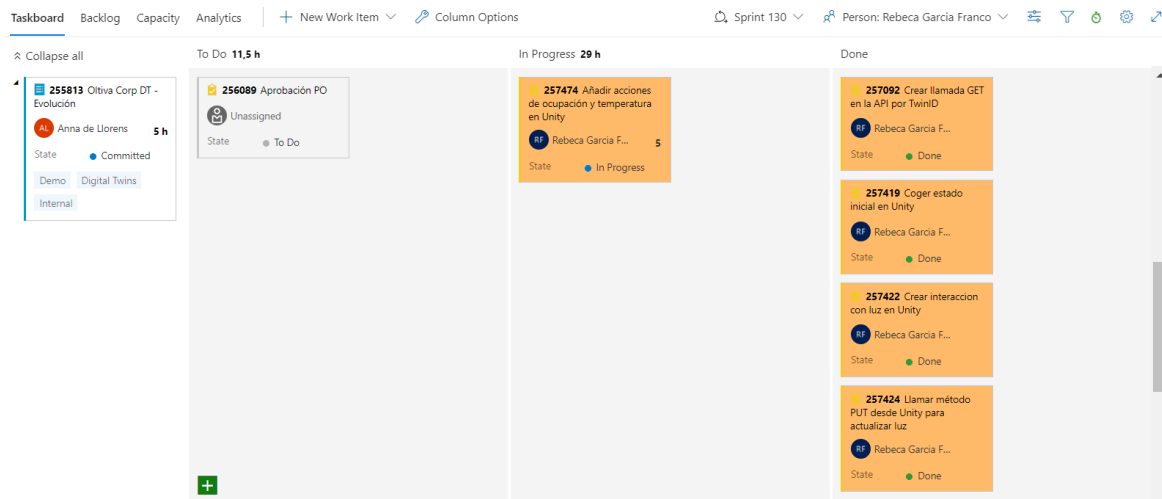 Taskboard Backlog Capacity Analytics New Work Item Column Options Sprint 130 Person: Rebeca Garcia Franco
Collapse all
To Do 11,5 h
In Progress 29 h
Done
255813 Oltiva Corp DT -
Evolución
AL Anna de Llorens 5 h
State Committed
Demo Digital Twins
Internal
256089 Aprobación PO
Unassigned
State To Do
257474 Añadir acciones
de ocupación y temperatura
en Unity
RF Rebeca Garcia F... 5
State In Progress
257092 Crear llamada GET
en la API por TwinID
RF Rebeca Garcia F...
State Done
257419 Coger estado
inicial en Unity
RF Rebeca Garcia F...
State Done
257422 Crear interaccion
con luz en Unity
RF Rebeca Garcia F...
State Done
257424 Llamar método
PUT desde Unity para
actualizar luz
RF Rebeca Garcia F...
State Done